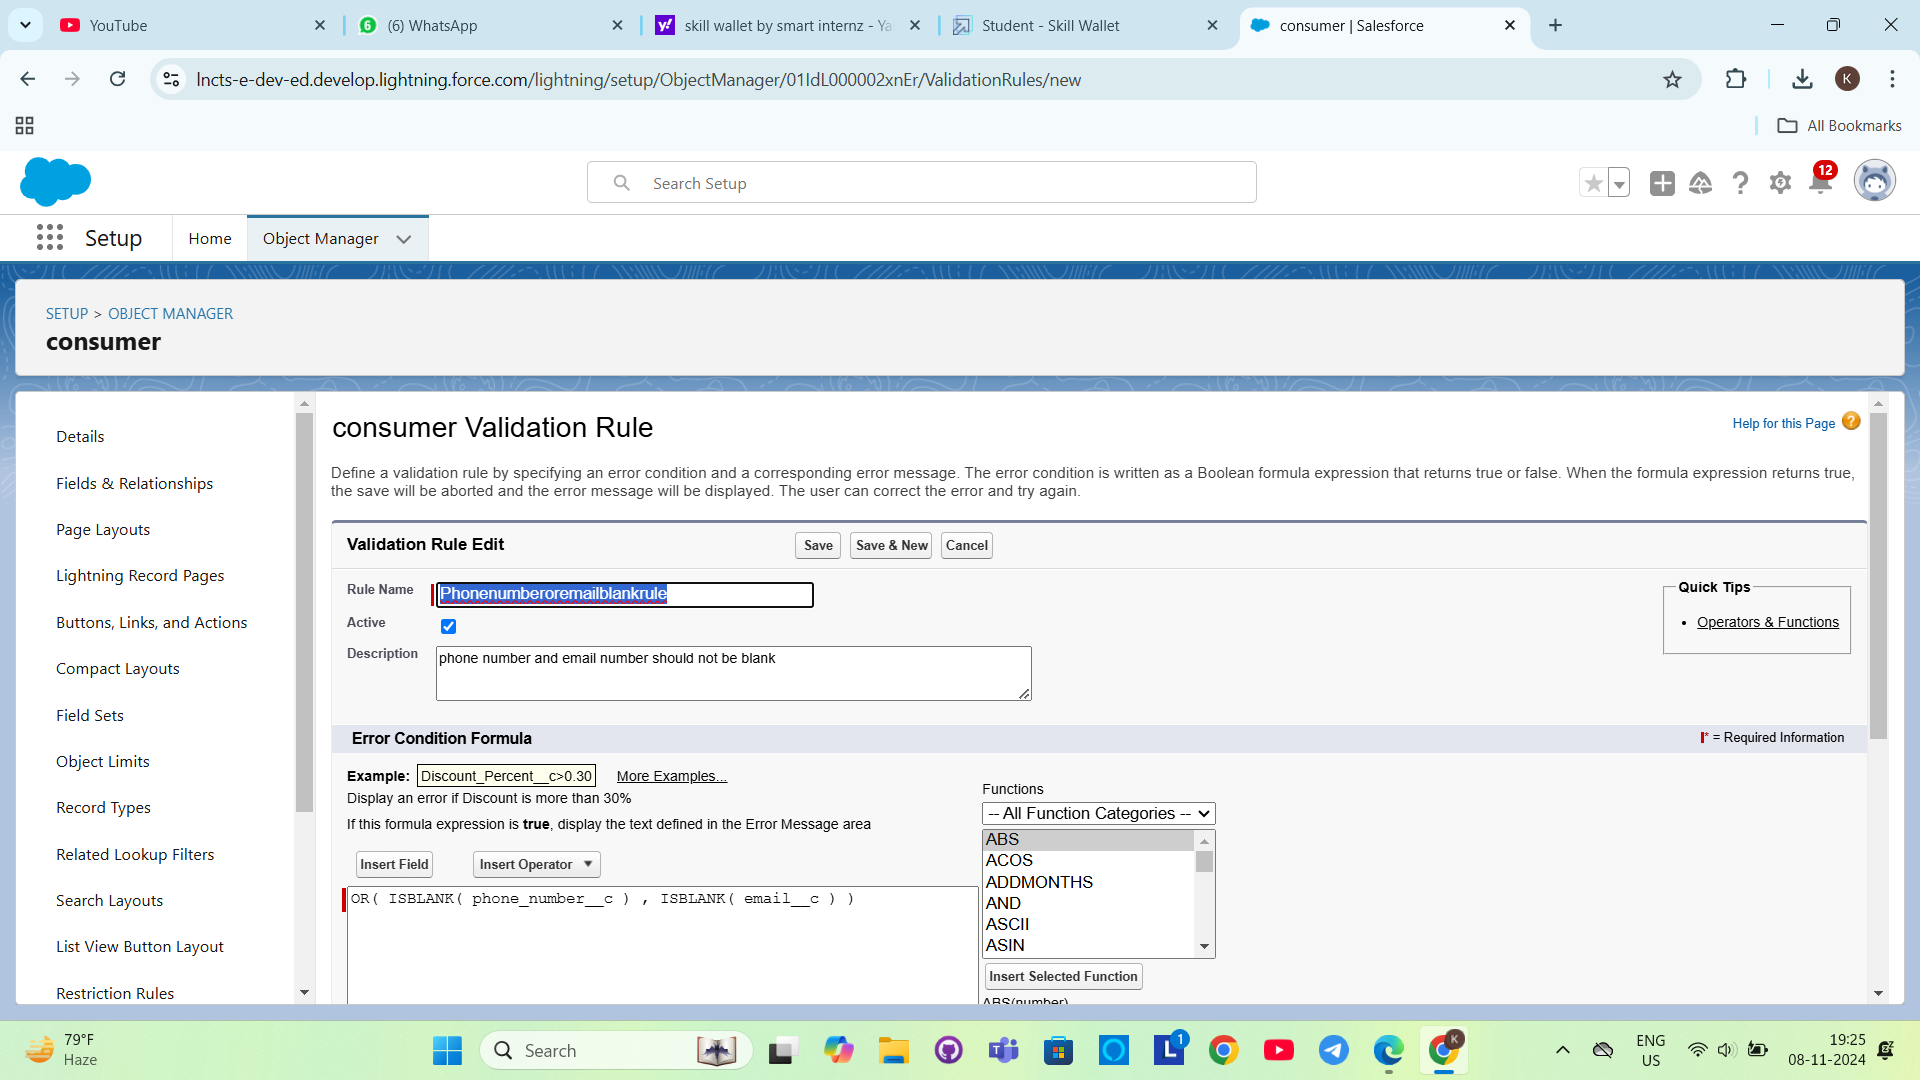 YouTube
(6) WhatsApp
skill wallet by smart internz - Ya
Student - Skill Wallet
consumer | Salesforce
lncts-e-dev-ed.develop.lightning.force.com/lightning/setup/ObjectManager/01IdL000002xnEr/ValidationRules/new
K
All Bookmarks
Search Setup
12
Setup
Home
Object Manager
SETUP > OBJECT MANAGER
consumer
Details
Fields & Relationships
Page Layouts
Lightning Record Pages
Buttons, Links, and Actions
Compact Layouts
Field Sets
Object Limits
Record Types
Related Lookup Filters
Search Layouts
List View Button Layout
Restriction Rules
consumer Validation Rule
Help for this Page
Define a validation rule by specifying an error condition and a corresponding error message. The error condition is written as a Boolean formula expression that returns true or false. When the formula expression returns true,
the save will be aborted and the error message will be displayed. The user can correct the error and try again.
Validation Rule Edit
Save
Save & New
Cancel
Rule Name
Phonenumberoremailblankrule
Active
Description
phone number and email number should not be blank
Quick Tips
• Operators & Functions
Error Condition Formula
* = Required Information
Example: Discount_Percent__c>0.30 More Examples...
Display an error if Discount is more than 30%
If this formula expression is true, display the text defined in the Error Message area
Insert Field
Insert Operator
OR( ISBLANK( phone_number__c ) , ISBLANK( email__c ) )
Functions
-- All Function Categories --
ABS
ACOS
ADDMONTHS
AND
ASCII
ASIN
Insert Selected Function
ABS(number)
79°F
Haze
Search
1
K
ENG
US
19:25
08-11-2024